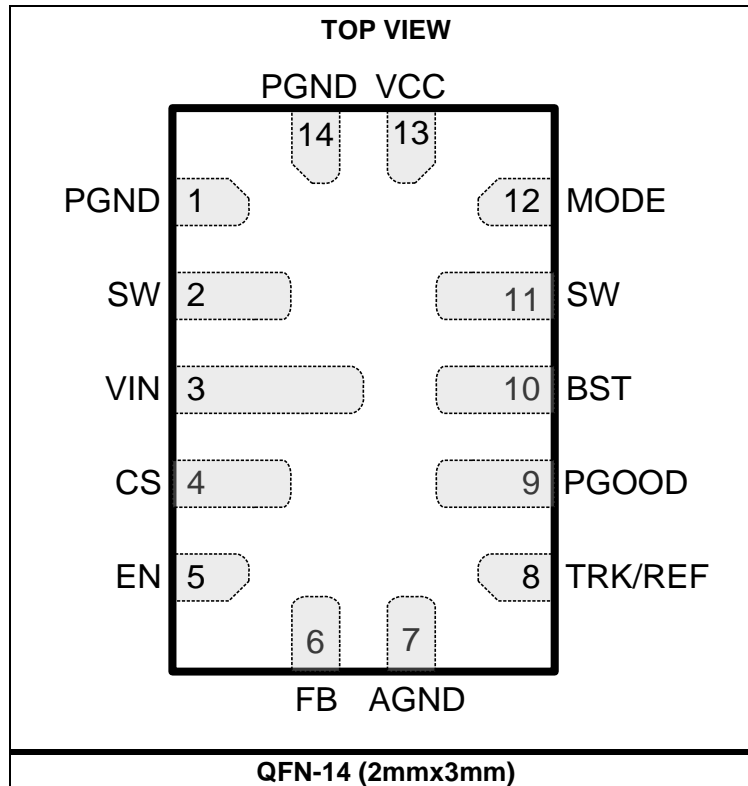 TOP VIEW
PGND VCC
14 13
PGND 1 12 MODE
SW 2 11 SW
VIN 3 10 BST
CS 4 9 PGOOD
EN 5 8 TRK/REF
6 7
FB AGND
QFN-14 (2mmx3mm)